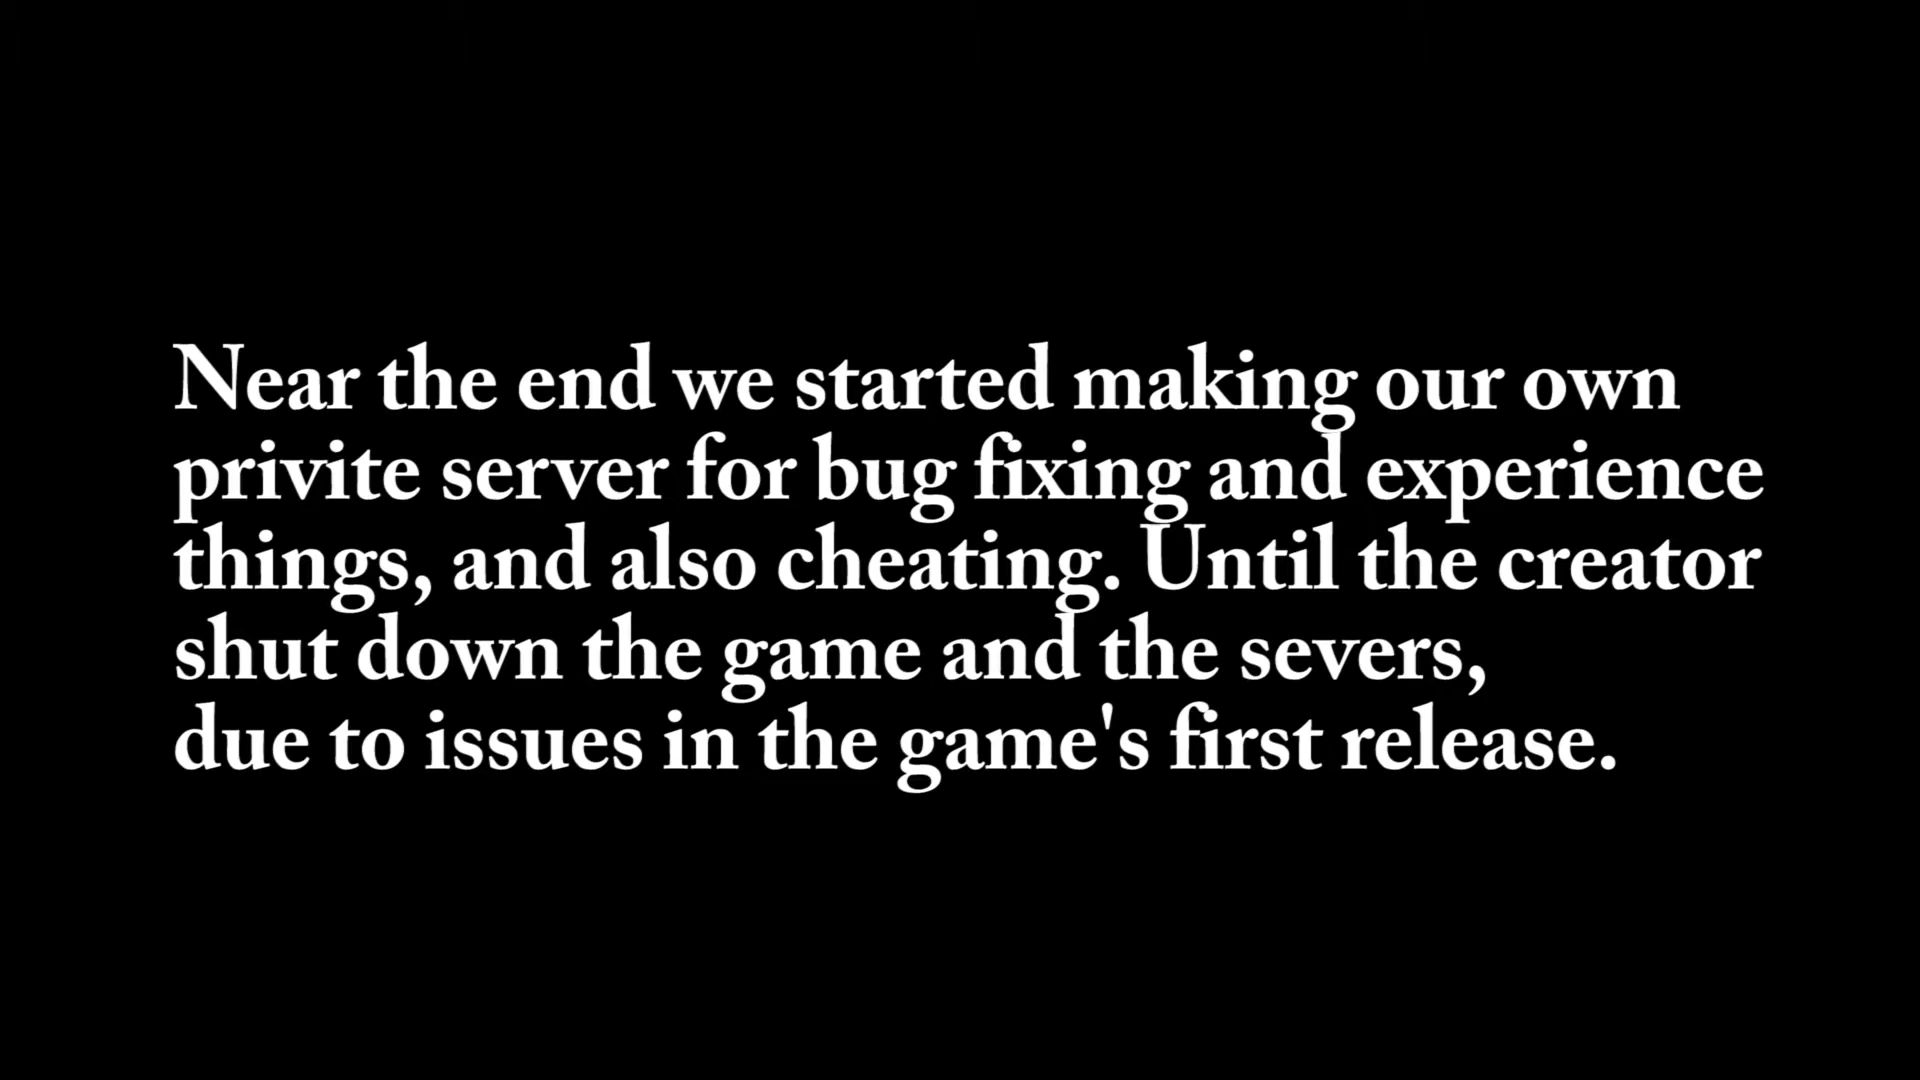 Near the end we started making our own
privite server for bug fixing and experience
things, and also cheating. Until the creator
shut down the game and the severs,
due to issues in the game's first release.